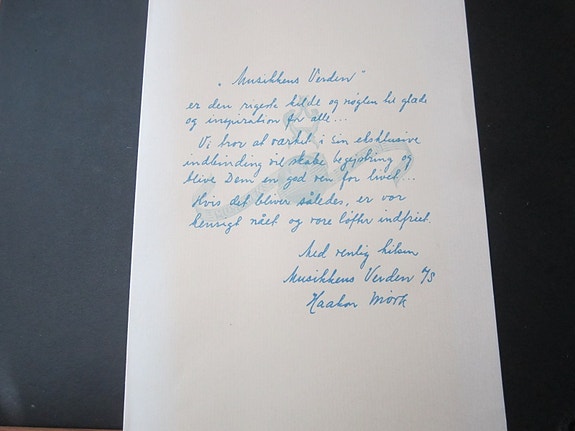 „Musikkens Verden"
er den rigeste kilde og nøglen til glæde
og inspiration for alle...
Vi tror at værket i sin eksklusive
indbinding vil skabe begejstring og
blive Dem en god ven for livet...
Hvis det bliver således, er vor
hensigt nået og vore løfter indfriet.
Med venlig hilsen
Musikkens Verden A/S
Haakon Mörk